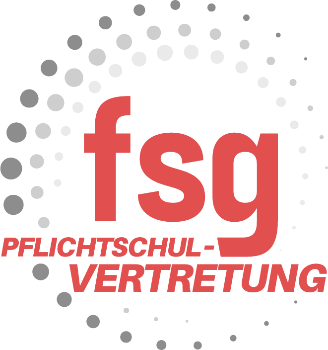 fsg
PFLICHTSCHUL-
VERTRETUNG